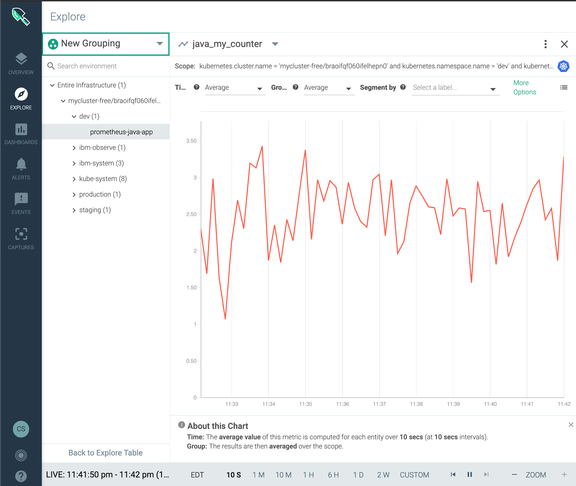 Explore
OVERVIEW
EXPLORE
DASHBOARDS
ALERTS
EVENTS
CAPTURES
CS
New Grouping
Search environment
Entire Infrastructure (1)
mycluster-free/braoifqf060ifel...
dev (1)
prometheus-java-app
ibm-observe (1)
ibm-system (3)
kube-system (8)
production (1)
staging (1)
Back to Explore Table
java_my_counter
Scope: kubernetes.cluster.name = 'mycluster-free/braoifqf060ifelhepn0' and kubernetes.namespace.name = 'dev' and kubernet...
Ti... Average Gro... Average Segment by Select a label... More Options
3.50
3
2.50
2
1.50
1
0.50
0
11:33 11:34 11:35 11:36 11:37 11:38 11:39 11:40 11:41 11:42
About this Chart
Time: The average value of this metric is computed for each entity over 10 secs (at 10 secs intervals).
Group: The results are then averaged over the scope.
LIVE: 11:41:50 pm - 11:42 pm (1... EDT 10 S 1 M 10 M 1 H 6 H 1 D 2 W CUSTOM ZOOM